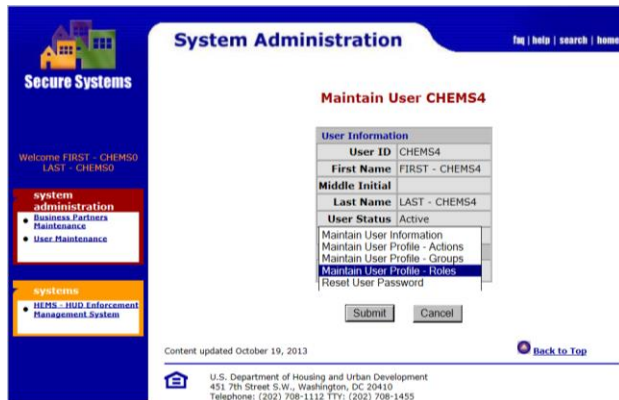 System Administration
faq | help | search | home
Secure Systems
Maintain User CHEMS4
User Information
User ID CHEMS4
First Name FIRST - CHEMS4
Middle Initial
Last Name LAST - CHEMS4
User Status Active
Maintain User Information
Maintain User Profile - Actions
Maintain User Profile - Groups
Maintain User Profile - Roles
Reset User Password
Submit Cancel
Welcome FIRST - CHEMS0
LAST - CHEMS0
system
administration
Business Partners
Maintenance
User Maintenance
systems
HEMS - HUD Enforcement
Management System
Content updated October 19, 2013
Back to Top
U.S. Department of Housing and Urban Development
451 7th Street S.W., Washington, DC 20410
Telephone: (202) 708-1112 TTY: (202) 708-1455